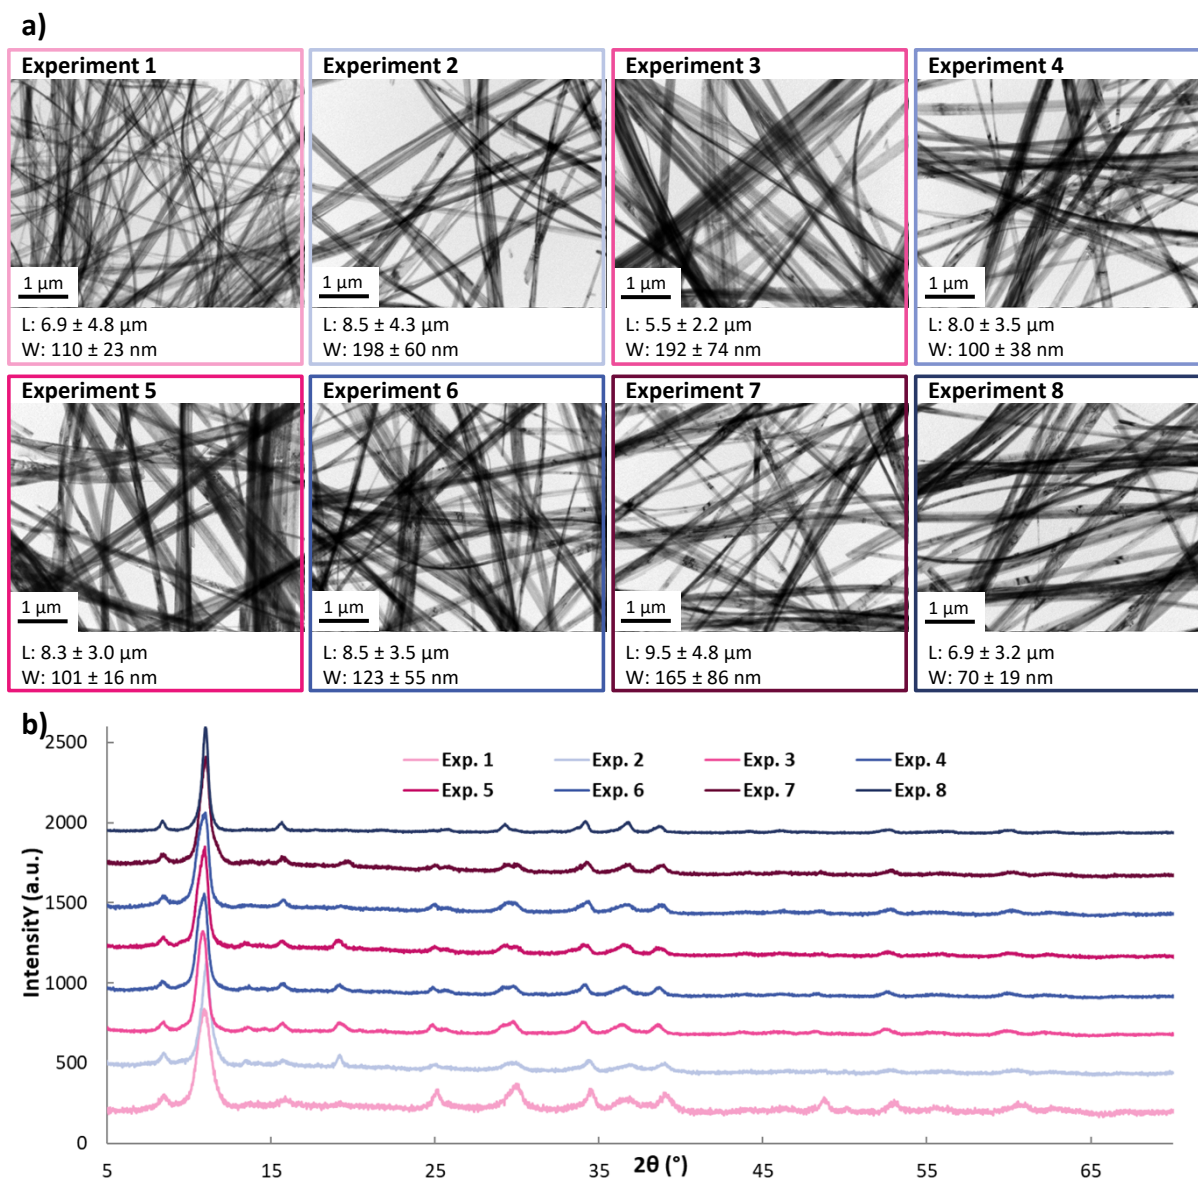 a)
Experiment 1
Experiment 2
Experiment 3
Experiment 4
1 µm
1 µm
1 µm
1 µm
L: 6.9 ± 4.8 µm
W: 110 ± 23 nm
L: 8.5 ± 4.3 µm
W: 198 ± 60 nm
L: 5.5 ± 2.2 µm
W: 192 ± 74 nm
L: 8.0 ± 3.5 µm
W: 100 ± 38 nm
Experiment 5
Experiment 6
Experiment 7
Experiment 8
1 µm
1 µm
1 µm
1 µm
L: 8.3 ± 3.0 µm
W: 101 ± 16 nm
L: 8.5 ± 3.5 µm
W: 123 ± 55 nm
L: 9.5 ± 4.8 µm
W: 165 ± 86 nm
L: 6.9 ± 3.2 µm
W: 70 ± 19 nm
b)
IntensitY (a.u.)
2500
2000
1500
1000
500
0
Exp. 1 Exp. 2 Exp. 3 Exp. 4
Exp. 5 Exp. 6 Exp. 7 Exp. 8
5 15 25 35 45 55 65
2θ (°)